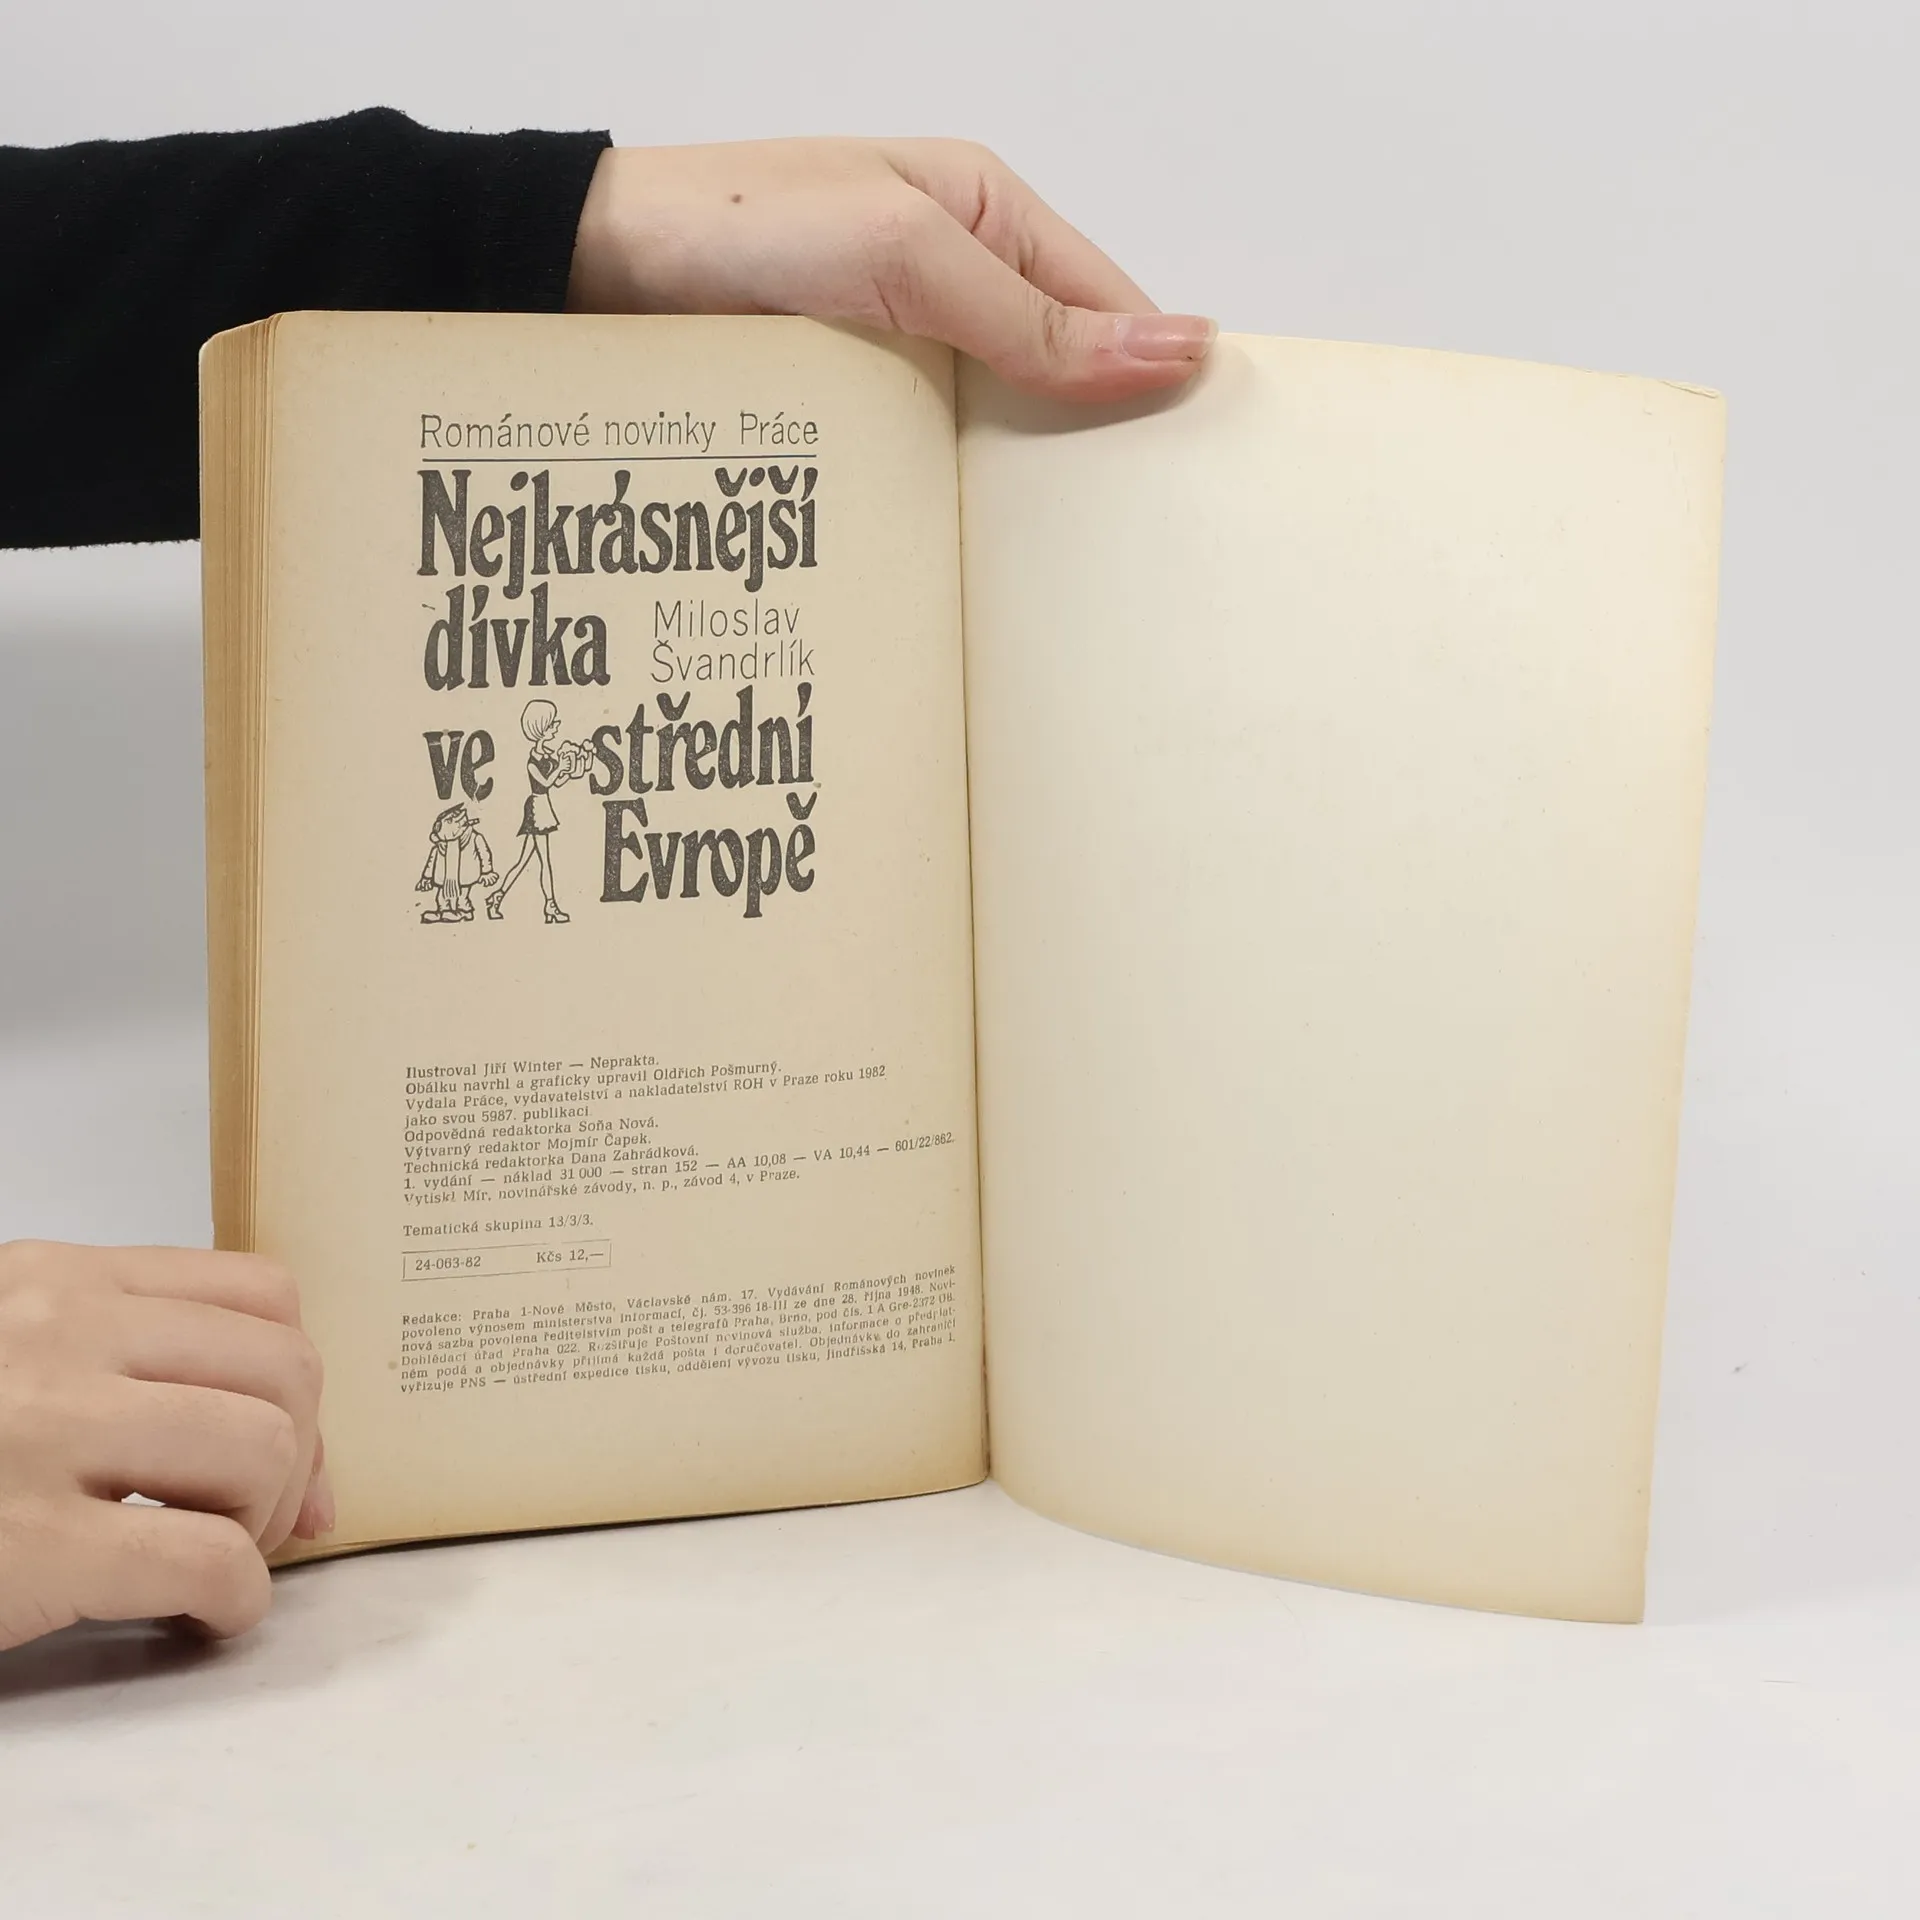 Románové novinky Práce
Nejkrásnější
dívka
Miloslav
Švandrlík
ve střední
Evropě
Ilustroval Jiří Winter — Neprakta.
Obálku navrhl a graficky upravil Oldřich Pošmurný.
Vydala Práce, vydavatelství a nakladatelství ROH v Praze roku 1982
jako svou 5987. publikaci.
Odpovědná redaktorka Soňa Nová.
Výtvarný redaktor Mojmír Čapek.
Technická redaktorka Dana Zahrádková.
1. vydání — náklad 31 000 — stran 152 — AA 10,08 — VA 10,44 — 601/22/862.
Vytiskl Mír, novinářské závody, n. p., závod 4, v Praze.
Tematická skupina 13/3/3.
24-063-82 Kčs 12,—
Redakce: Praha 1-Nové Město, Václavské nám. 17. Vydávání Románových novinek
povoleno výnosem ministerstva informací, čj. 53-396 18-III ze dne 28. října 1948. Novi-
nová sazba povolena ředitelstvím pošt a telegrafů Praha, Brno, pod čís. 1 A Gre-2372 OB.
Dohlédací úřad Praha 022. Rozšiřuje Poštovní novinová služba, informace o předplat-
ném podá a objednávky přijímá každá pošta i doručovatel. Objednávky do zahraničí
vyřizuje PNS — ústřední expedice tisku, oddělení vývozu tisku, Jindřišská 14, Praha 1.